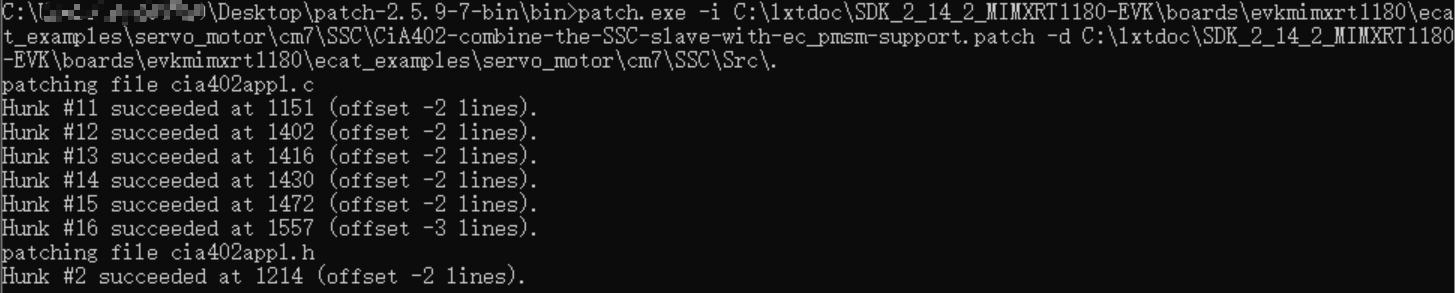 C:\U\Desktop\patch-2.5.9-7-bin\bin>patch.exe -i C:\lxtdoc\SDK_2_14_2_MIMXRT1180-EVK\boards\evkmimxrt1180\eca
t_examples\servo_motor\cm7\SSC\CiA402-combine-the-SSC-slave-with-ec_pmsm-support.patch -d C:\lxtdoc\SDK_2_14_2_MIMXRT1180
-EVK\boards\evkmimxrt1180\ecat_examples\servo_motor\cm7\SSC\Src\.
patching file cia402appl.c
Hunk #11 succeeded at 1151 (offset -2 lines).
Hunk #12 succeeded at 1402 (offset -2 lines).
Hunk #13 succeeded at 1416 (offset -2 lines).
Hunk #14 succeeded at 1430 (offset -2 lines).
Hunk #15 succeeded at 1472 (offset -2 lines).
Hunk #16 succeeded at 1557 (offset -3 lines).
patching file cia402appl.h
Hunk #2 succeeded at 1214 (offset -2 lines).